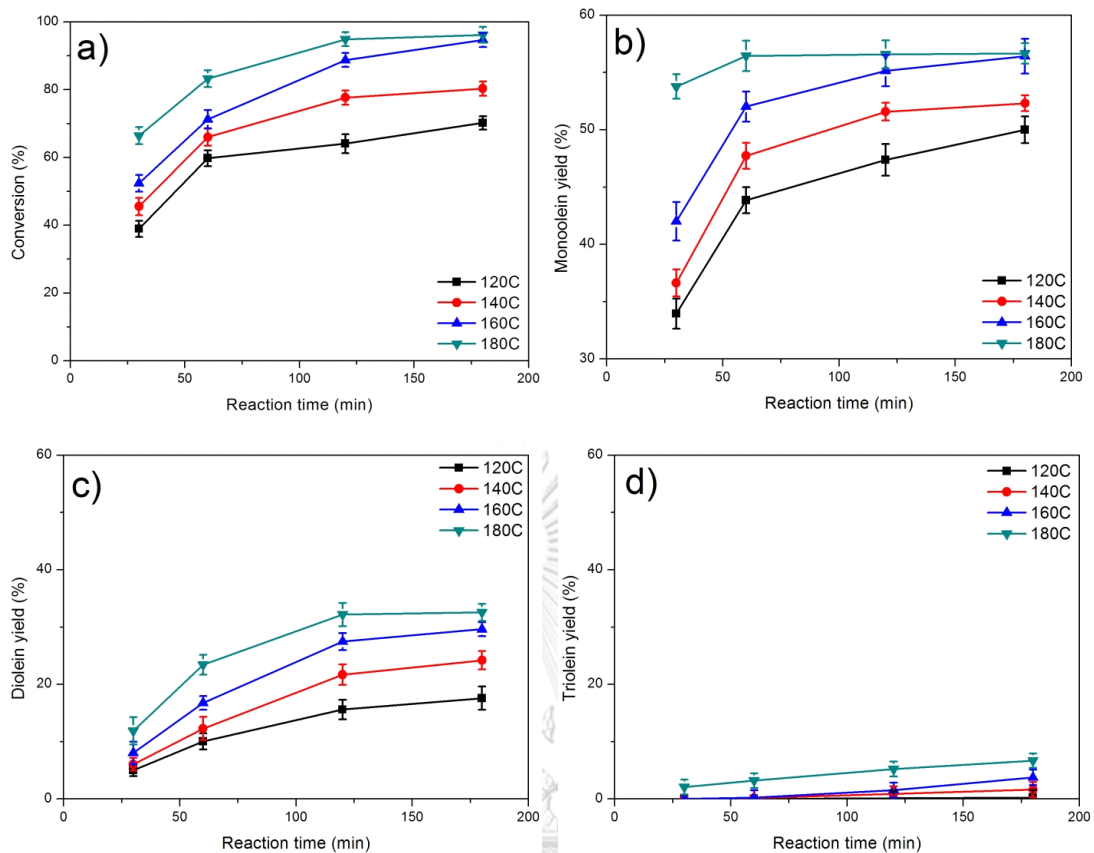 a)
100
80
60
40
20
0
Conversion (%)
0 50 100 150 200
Reaction time (min)
120C
140C
160C
180C
b)
60
50
40
30
Monoolein yield (%)
0 50 100 150 200
Reaction time (min)
120C
140C
160C
180C
c)
60
40
20
0
Diolein yield (%)
0 50 100 150 200
Reaction time (min)
120C
140C
160C
180C
d)
60
40
20
0
Triolein yield (%)
0 50 100 150 200
Reaction time (min)
120C
140C
160C
180C